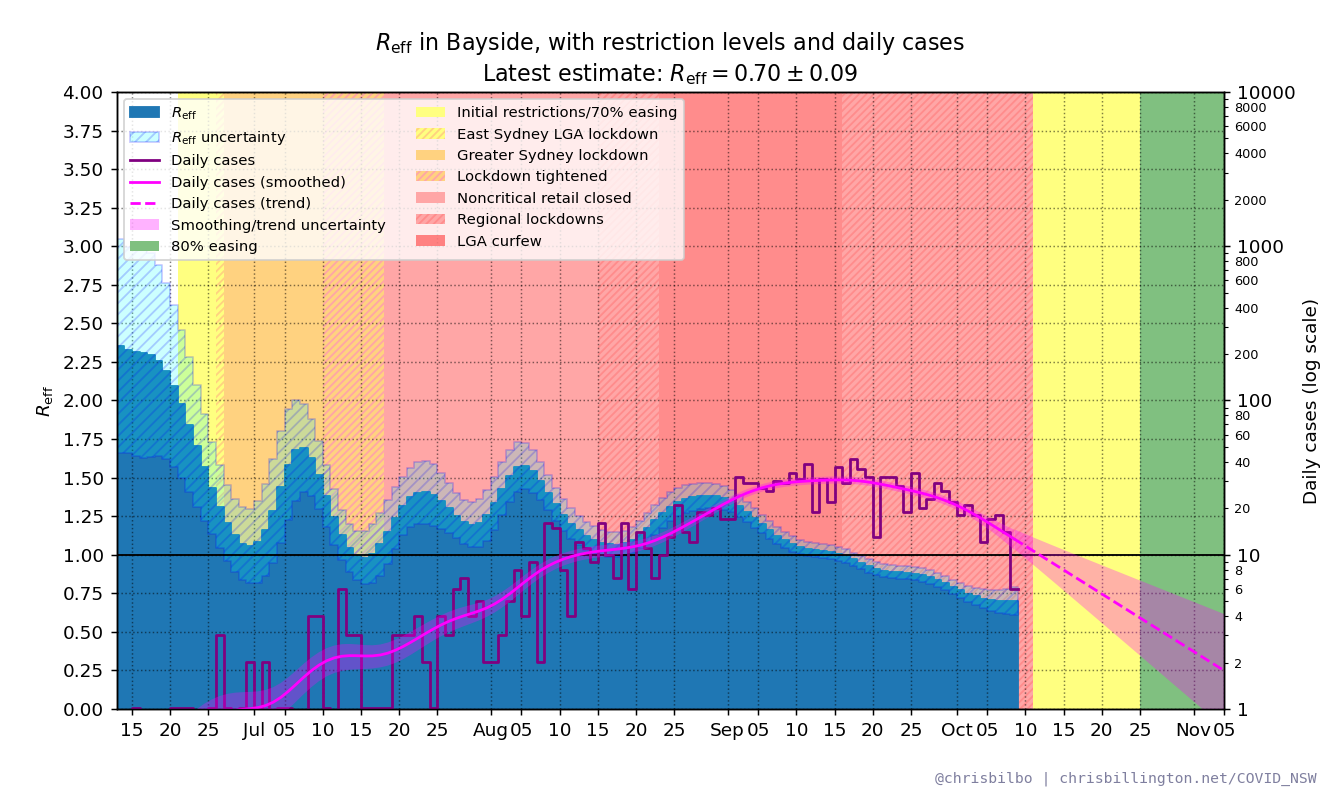 Reff in Bayside, with restriction levels and daily cases
Latest estimate: Reff = 0.70 ± 0.09
Reff
Reff uncertainty
Daily cases
Daily cases (smoothed)
Daily cases (trend)
Smoothing/trend uncertainty
80% easing
Initial restrictions/70% easing
East Sydney LGA lockdown
Greater Sydney lockdown
Lockdown tightened
Noncritical retail closed
Regional lockdowns
LGA curfew
Reff
4.00
3.75
3.50
3.25
3.00
2.75
2.50
2.25
2.00
1.75
1.50
1.25
1.00
0.75
0.50
0.25
0.00
10000
8000
6000
4000
2000
1000
800
600
400
200
100
80
60
40
20
10
8
6
4
2
1
Daily cases (log scale)
15 20 25 Jul 05 10 15 20 25 Aug 05 10 15 20 25 Sep 05 10 15 20 25 Oct 05 10 15 20 25 Nov 05
@chrisbilbo | chrisbillington.net/COVID_NSW